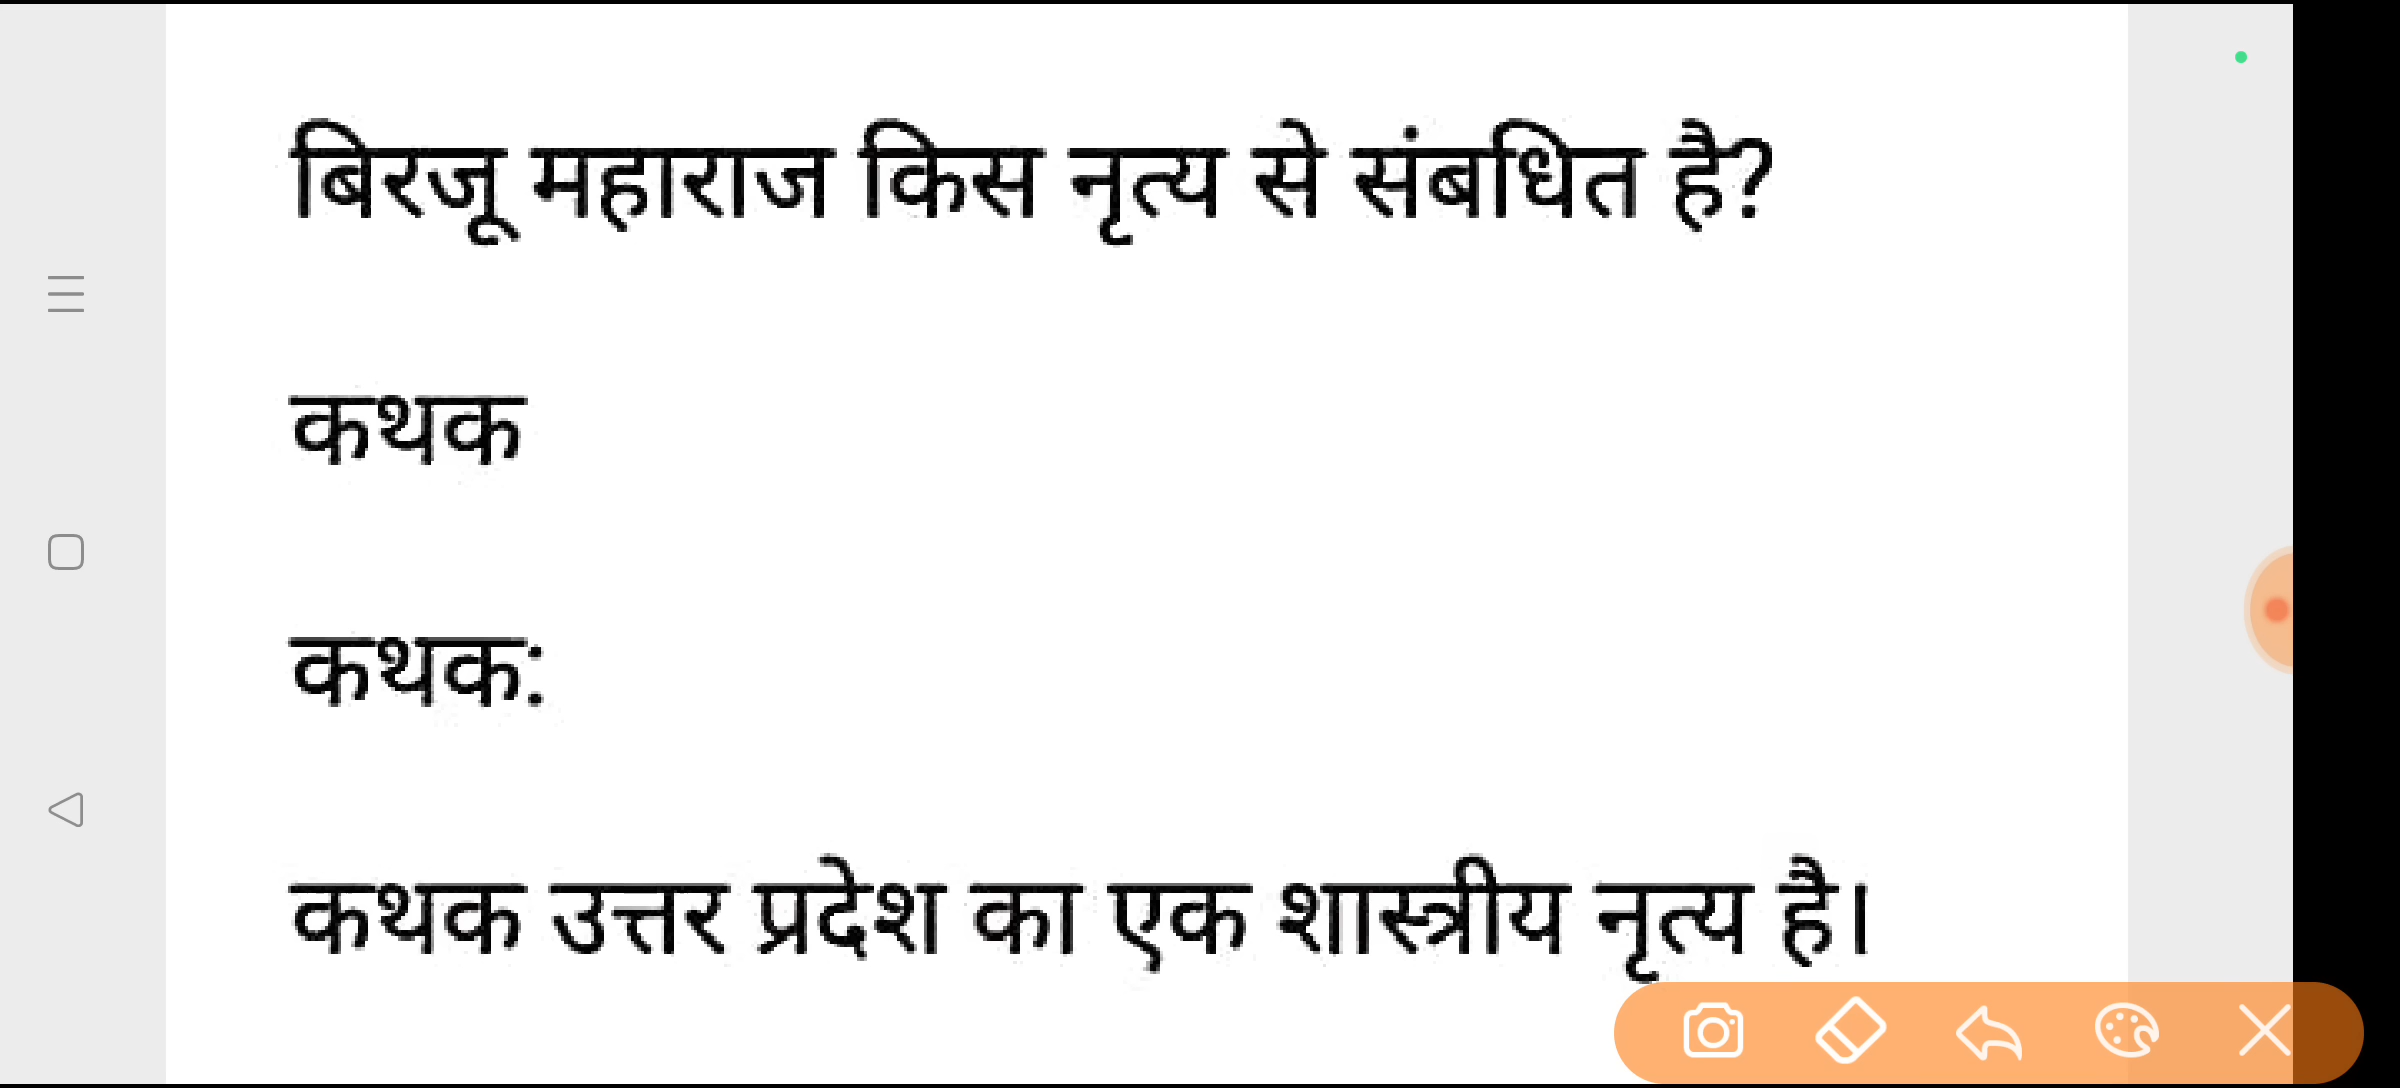 बिरजू महाराज किस नृत्य से संबधित है?
कथक
कथक:
कथक उत्तर प्रदेश का एक शास्त्रीय नृत्य है।